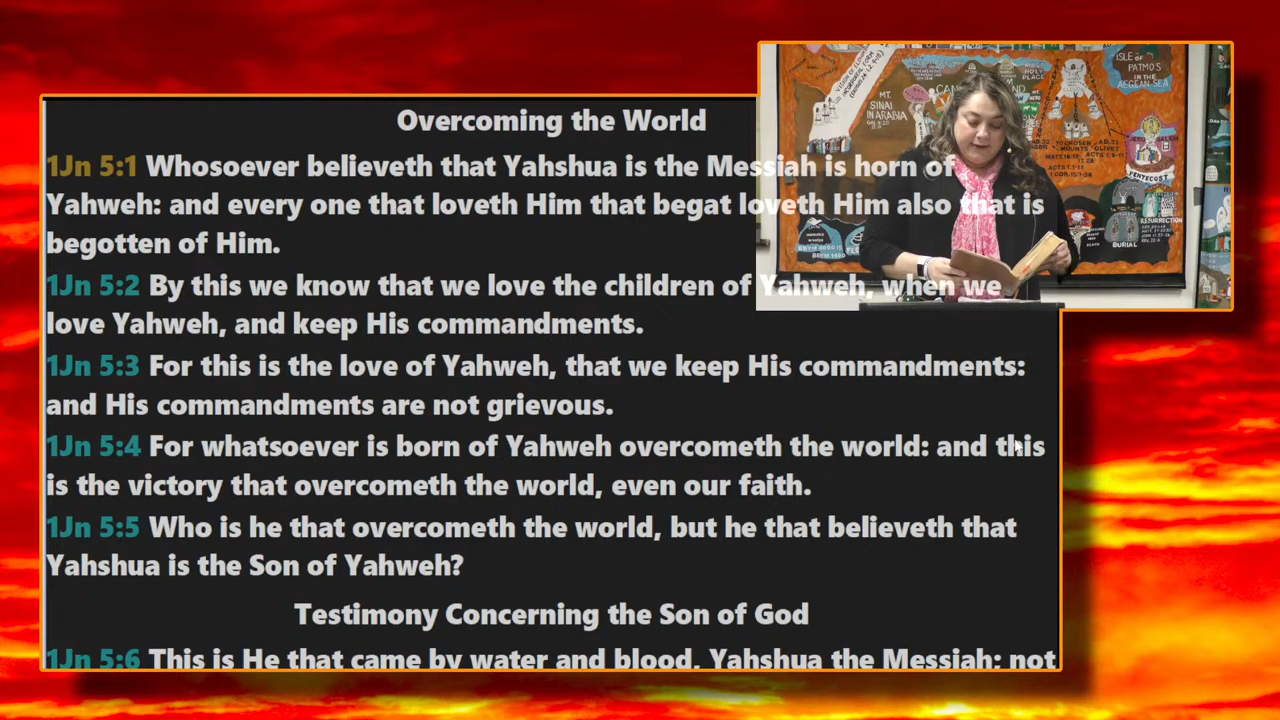 Overcoming the World
1Jn 5:1 Whosoever believeth that Yahshua is the Messiah is horn of
Yahweh: and every one that loveth Him that begat loveth Him also that is
begotten of Him.
1Jn 5:2 By this we know that we love the children of Yahweh, when we
love Yahweh, and keep His commandments.
1Jn 5:3 For this is the love of Yahweh, that we keep His commandments:
and His commandments are not grievous.
1Jn 5:4 For whatsoever is born of Yahweh overcometh the world: and this
is the victory that overcometh the world, even our faith.
1Jn 5:5 Who is he that overcometh the world, but he that believeth that
Yahshua is the Son of Yahweh?
Testimony Concerning the Son of God
1Jn 5:6 This is He that came by water and blood, Yahshua the Messiah; not
MT.
SINAI
IN ARABIA
HOLY
PLACE
ISLE OF
PATMOS
IN THE
AEGEAN SEA
PENTECOST
RESURRECTION
BURIAL